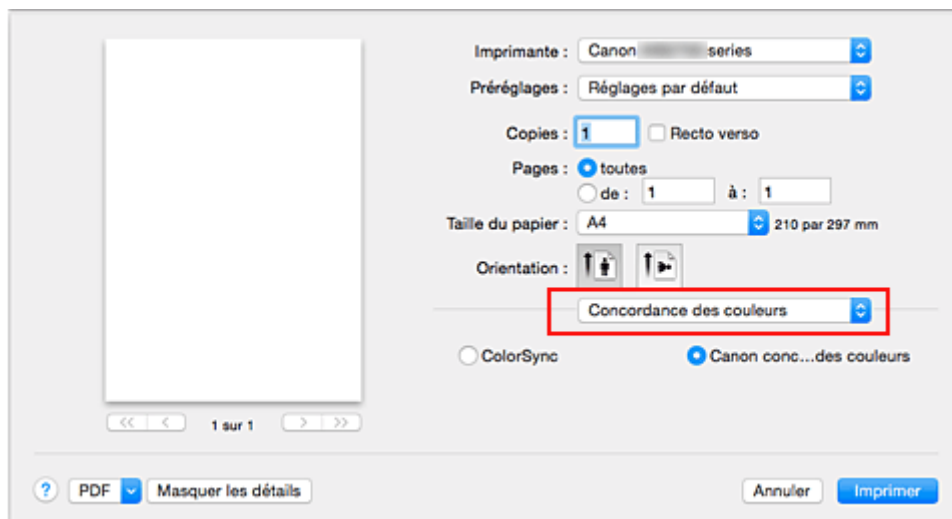 Imprimante : Canon series
Préréglages : Réglages par défaut
Copies : 1 Recto verso
Pages : toutes
de : 1 à : 1
Taille du papier : A4 210 par 297 mm
Orientation :
Concordance des couleurs
ColorSync Canon conc...des couleurs
<< < 1 sur 1 > >>
? PDF Masquer les détails Annuler Imprimer